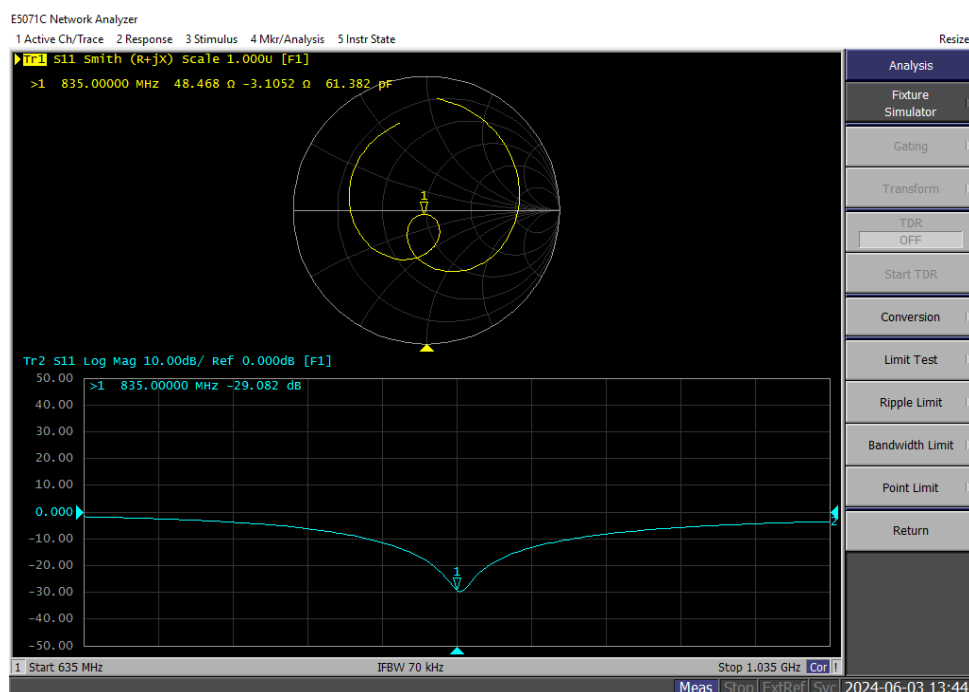 E5071C Network Analyzer
1 Active Ch/Trace 2 Response 3 Stimulus 4 Mkr/Analysis 5 Instr State
Resize
Tr1 S11 Smith (R+jX) Scale 1.000U [F1]
>1 835.00000 MHz 48.468 Ω -3.1052 Ω 61.382 pF
1
Tr2 S11 Log Mag 10.00dB/ Ref 0.000dB [F1]
>1 835.00000 MHz -29.082 dB
50.00
40.00
30.00
20.00
10.00
0.000
-10.00
-20.00
-30.00
-40.00
-50.00
1
2
1 Start 635 MHz IFBW 70 kHz Stop 1.035 GHz Cor !
Analysis
Fixture
Simulator
Gating
Transform
TDR
OFF
Start TDR
Conversion
Limit Test
Ripple Limit
Bandwidth Limit
Point Limit
Return
Meas Stop ExtRef Svc 2024-06-03 13:44